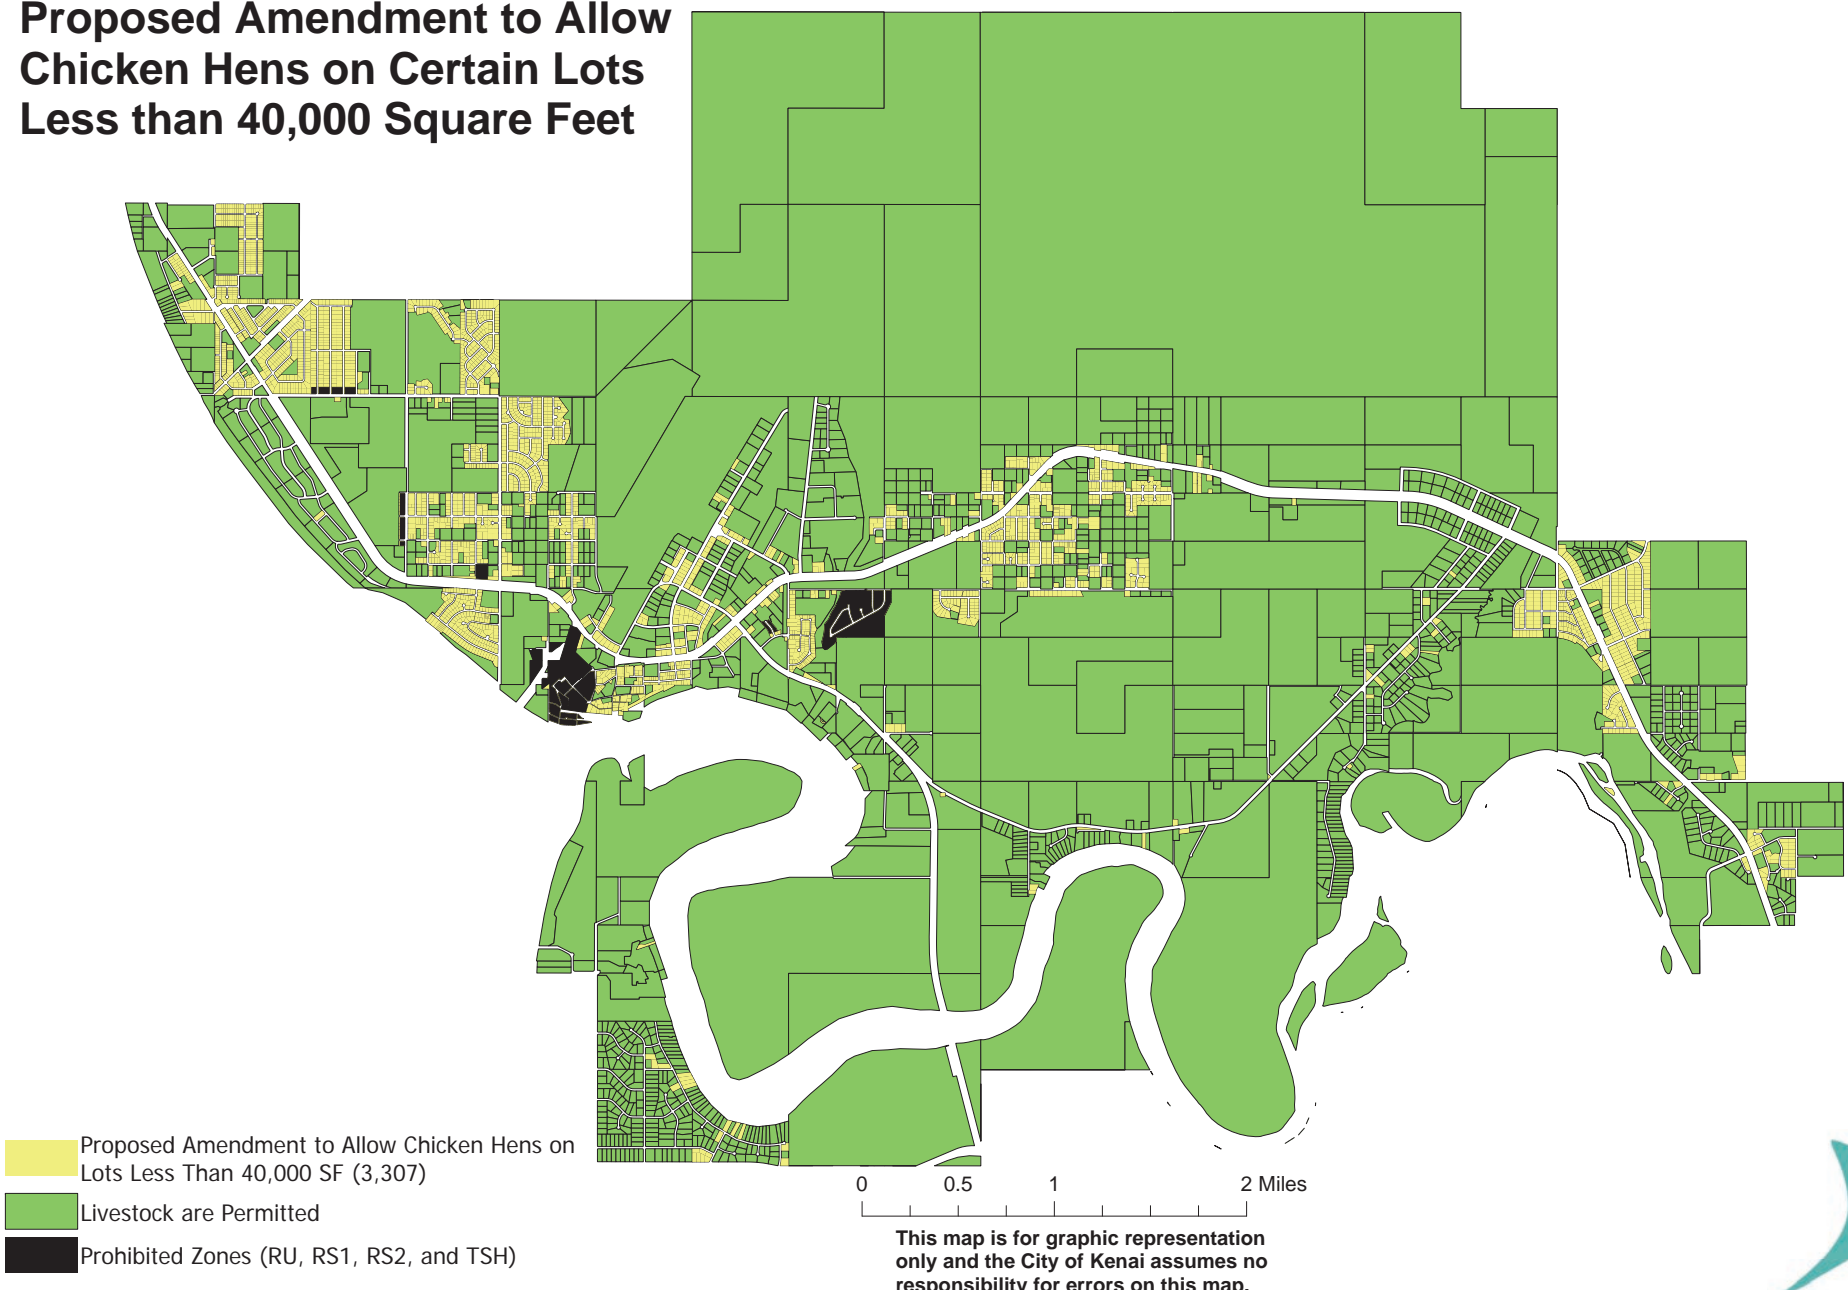 Proposed Amendment to Allow
Chicken Hens on Certain Lots
Less than 40,000 Square Feet
Proposed Amendment to Allow Chicken Hens on
Lots Less Than 40,000 SF (3,307)
Livestock are Permitted
Prohibited Zones (RU, RS1, RS2, and TSH)
0 0.5 1 2 Miles
This map is for graphic representation
only and the City of Kenai assumes no
responsibility for errors on this map.